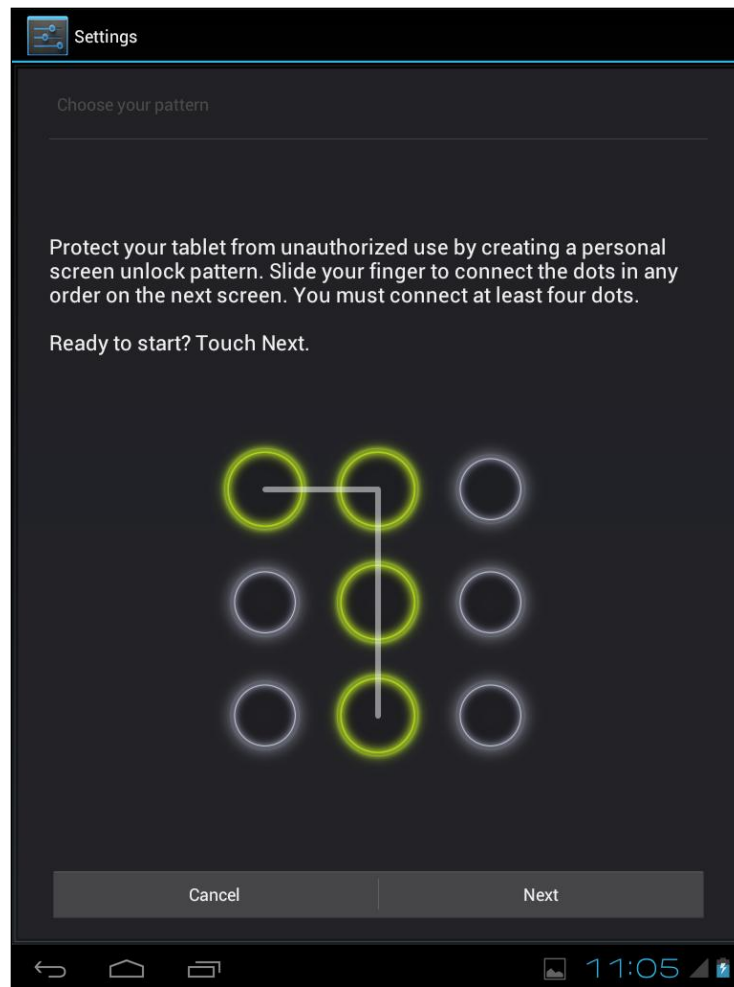 Settings
Choose your pattern
Protect your tablet from unauthorized use by creating a personal
screen unlock pattern. Slide your finger to connect the dots in any
order on the next screen. You must connect at least four dots.
Ready to start? Touch Next.
Cancel Next
11:05